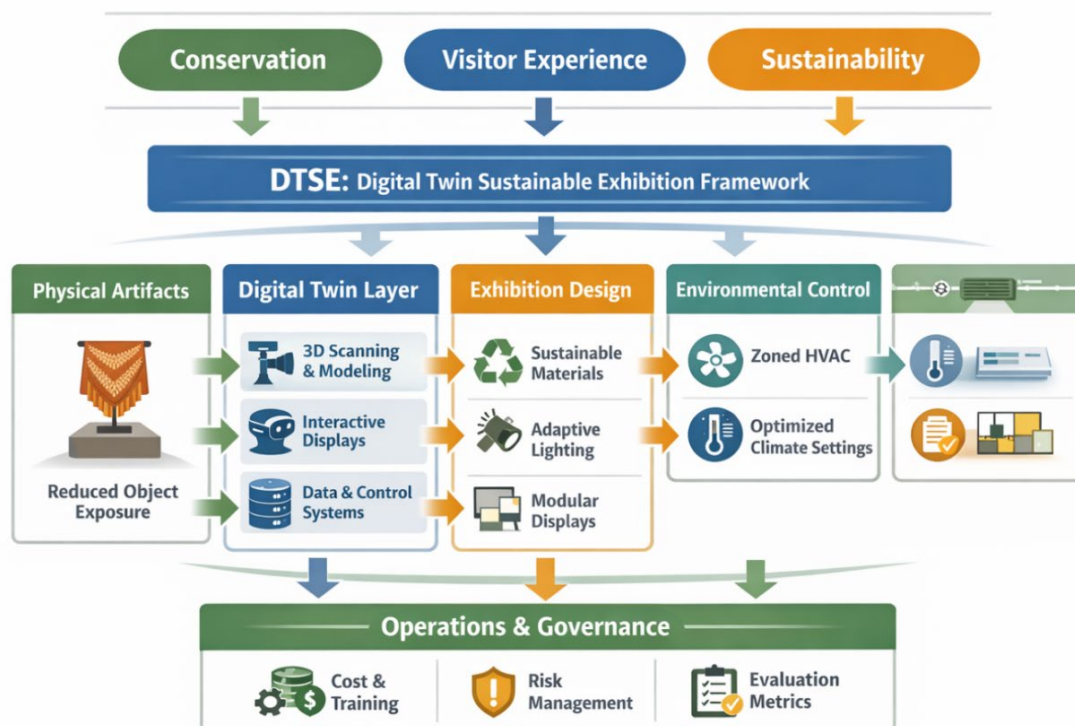 Conservation
Visitor Experience
Sustainability
DTSE: Digital Twin Sustainable Exhibition Framework
Physical Artifacts
Reduced Object
Exposure
Digital Twin Layer
3D Scanning
& Modeling
Interactive
Displays
Data & Control
Systems
Exhibition Design
Sustainable
Materials
Adaptive
Lighting
Modular
Displays
Environmental Control
Zoned HVAC
Optimized
Climate Settings
Operations & Governance
Cost &
Training
Risk
Management
Evaluation
Metrics